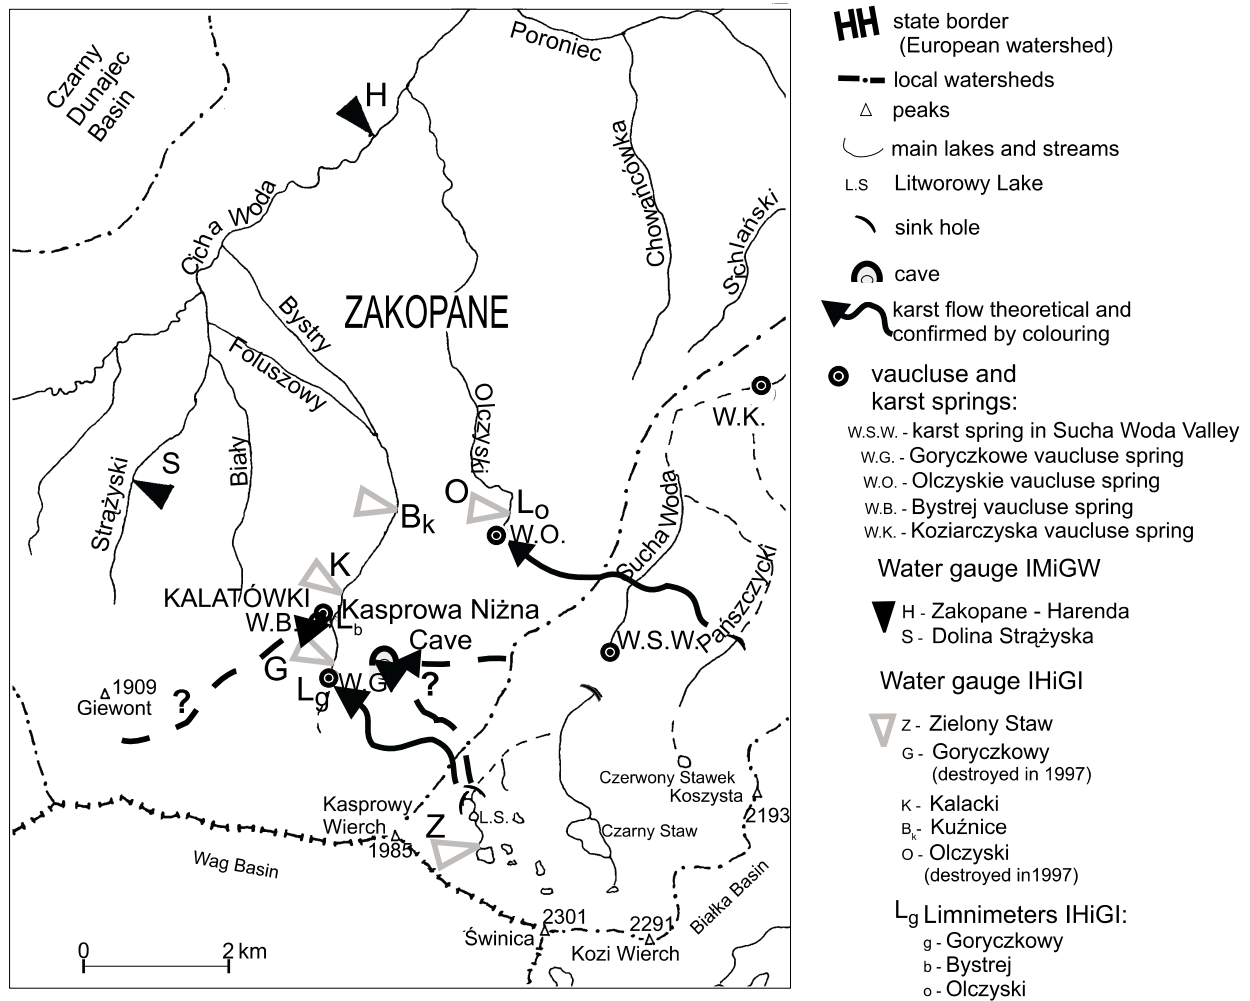 Czarny
Dunajec
Basin
Poroniec
H
Chowańcówka
Cicha Woda
Sichlański
ZAKOPANE
Bystry
Foluszowy
Olczyski
W.K.
Strążyski
S
Biały
O
Lo
Bk
W.O.
Sucha Woda
Pańszczycki
K
KALATÓWKI
Kasprowa Niżna
Cave
W.B.
Lb
W.S.W.
G
Lg
W.G
?
?
1909
Giewont
Czerwony Stawek
Koszysta
2193
Kasprowy
Wierch
1985
Z
L.S.
Czarny Staw
Wag Basin
Białka Basin
2301
2291
Świnica
Kozi Wierch
0 2 km
state border
(European watershed)
local watersheds
peaks
main lakes and streams
L.S Litworowy Lake
sink hole
cave
karst flow theoretical and
confirmed by colouring
vaucluse and
karst springs:
W.S.W. - karst spring in Sucha Woda Valley
W.G. - Goryczkowe vaucluse spring
W.O. - Olczyskie vaucluse spring
W.B. - Bystrej vaucluse spring
W.K. - Koziarczyska vaucluse spring
Water gauge IMiGW
H - Zakopane - Harenda
S - Dolina Strążyska
Water gauge IHiGI
Z - Zielony Staw
G - Goryczkowy
(destroyed in 1997)
K - Kalacki
Bk- Kuźnice
O - Olczyski
(destroyed in1997)
Lg Limnimeters IHiGI:
g - Goryczkowy
b - Bystrej
o - Olczyski